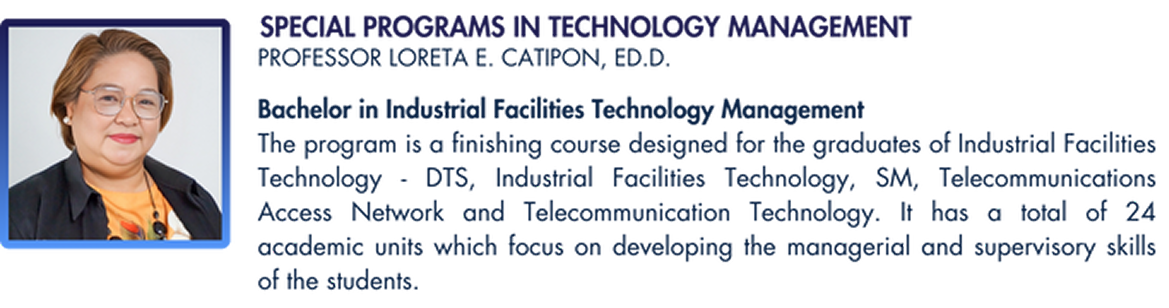 SPECIAL PROGRAMS IN TECHNOLOGY MANAGEMENT
PROFESSOR LORETA E. CATIPON, ED.D.
Bachelor in Industrial Facilities Technology Management
The program is a finishing course designed for the graduates of Industrial Facilities
Technology - DTS, Industrial Facilities Technology, SM, Telecommunications
Access Network and Telecommunication Technology. It has a total of 24
academic units which focus on developing the managerial and supervisory skills
of the students.